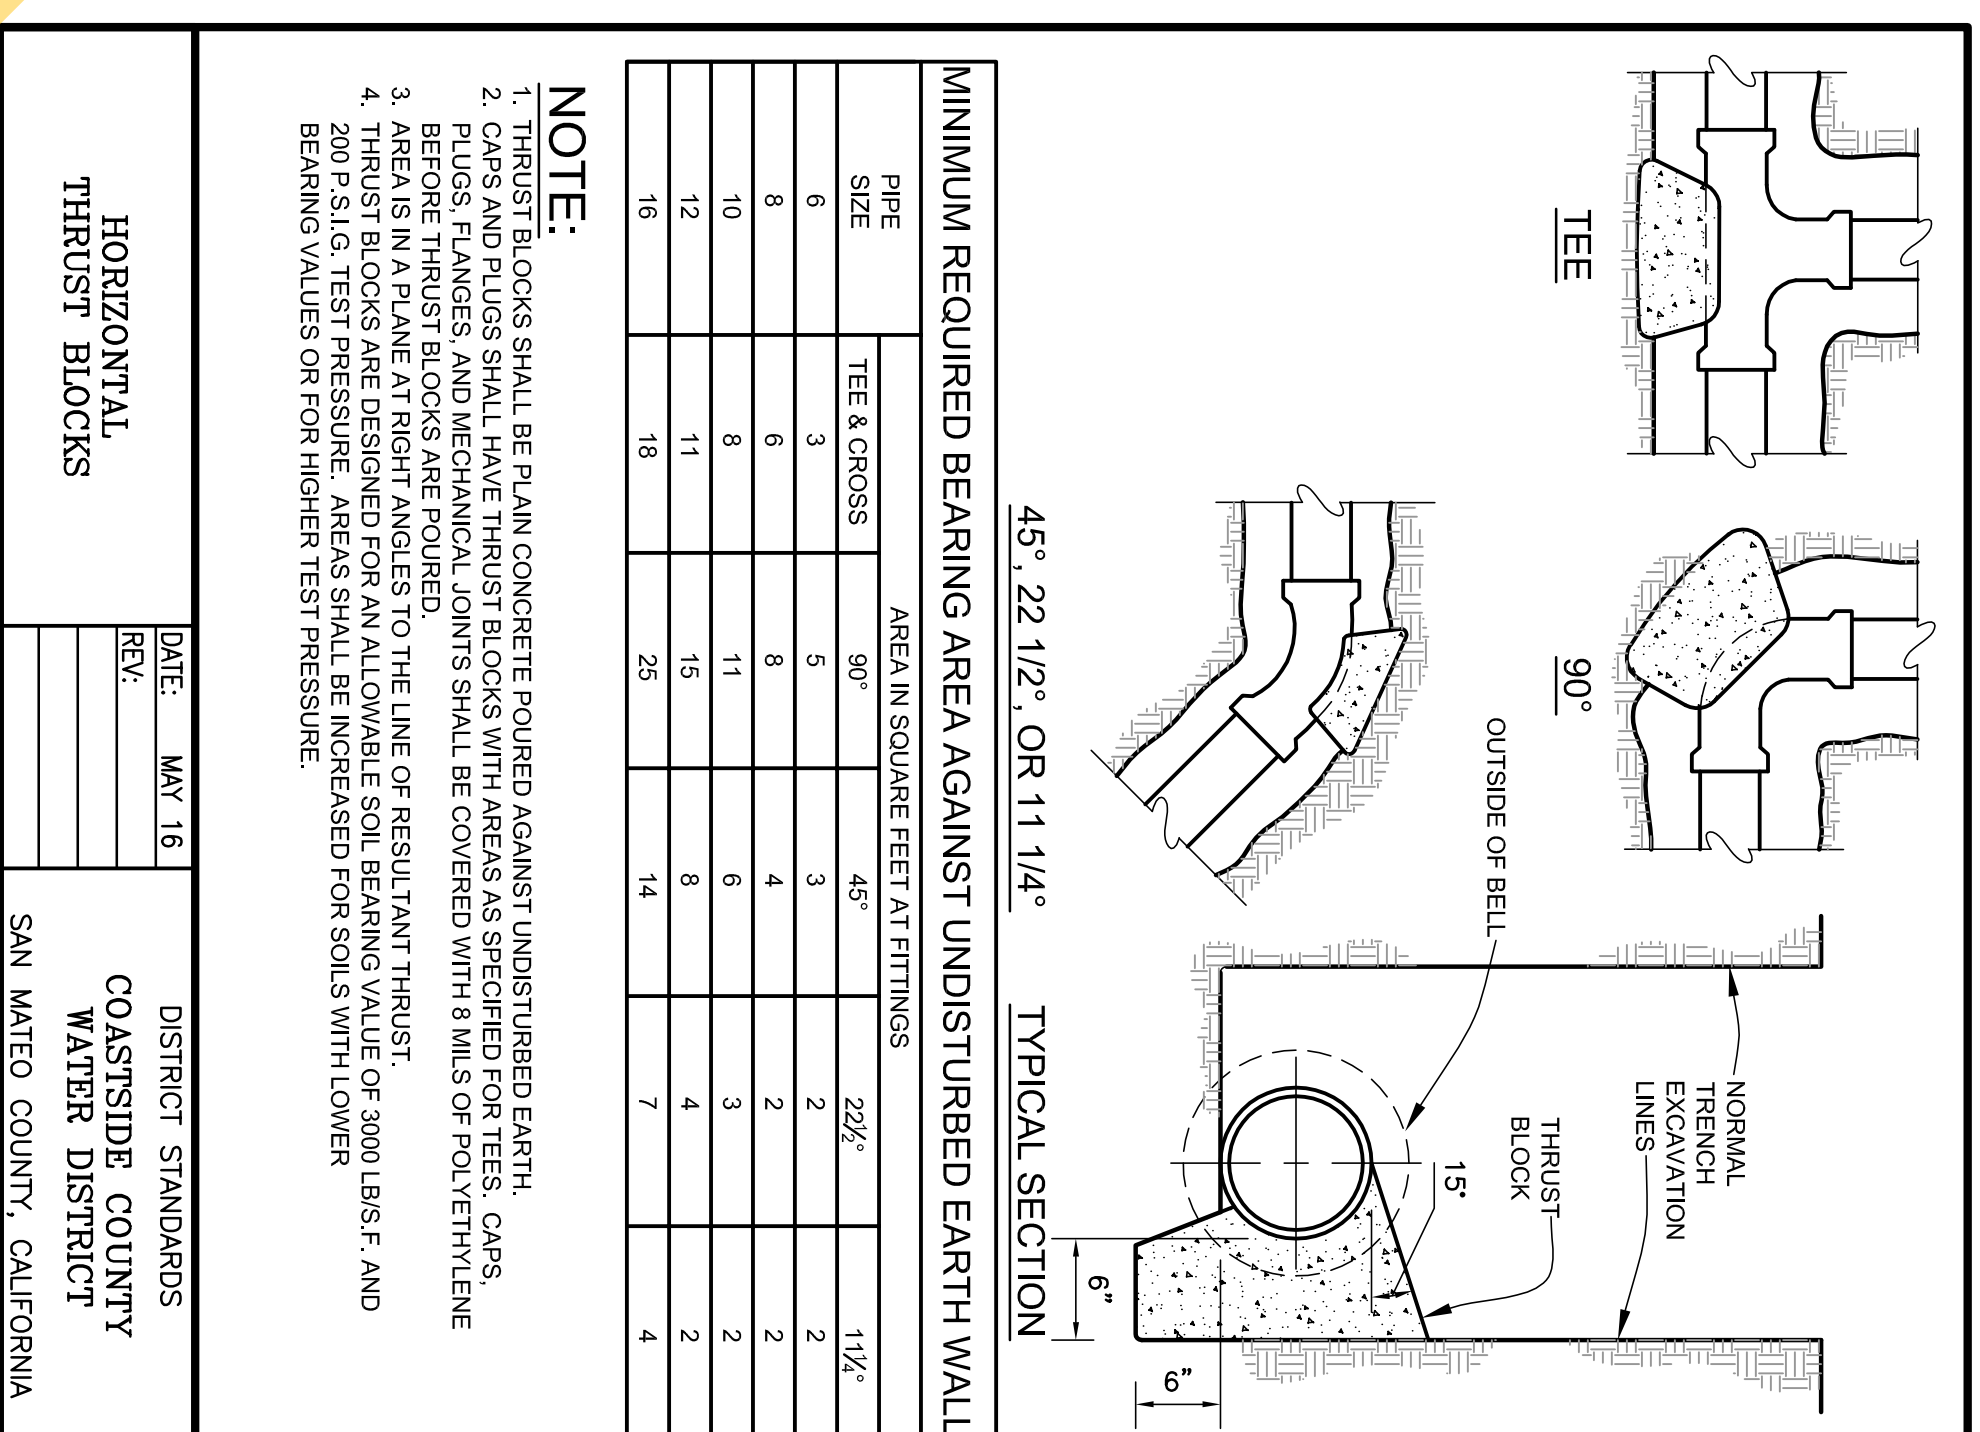 TEE
90°
45°, 22 1/2°, OR 11 1/4°
OUTSIDE OF BELL
NORMAL
TRENCH
EXCAVATION
LINES
THRUST
BLOCK
15°
6"
6"
TYPICAL SECTION
MINIMUM REQUIRED BEARING AREA AGAINST UNDISTURBED EARTH WALL
PIPE
SIZE
AREA IN SQUARE FEET AT FITTINGS
TEE & CROSS 90° 45° 22½° 11¼°
6 3 5 3 2 2
8 6 8 4 2 2
10 8 11 6 3 2
12 11 15 8 4 2
16 18 25 14 7 4
NOTE:
1. THRUST BLOCKS SHALL BE PLAIN CONCRETE POURED AGAINST UNDISTURBED EARTH.
2. CAPS AND PLUGS SHALL HAVE THRUST BLOCKS WITH AREAS AS SPECIFIED FOR TEES. CAPS,
PLUGS, FLANGES, AND MECHANICAL JOINTS SHALL BE COVERED WITH 8 MILS OF POLYETHYLENE
BEFORE THRUST BLOCKS ARE POURED.
3. AREA IS IN A PLANE AT RIGHT ANGLES TO THE LINE OF RESULTANT THRUST.
4. THRUST BLOCKS ARE DESIGNED FOR AN ALLOWABLE SOIL BEARING VALUE OF 3000 LB/S.F. AND
200 P.S.I.G. TEST PRESSURE. AREAS SHALL BE INCREASED FOR SOILS WITH LOWER
BEARING VALUES OR FOR HIGHER TEST PRESSURE.
HORIZONTAL
THRUST BLOCKS
DATE: MAY 16
REV:
DISTRICT STANDARDS
COASTSIDE COUNTY
WATER DISTRICT
SAN MATEO COUNTY, CALIFORNIA